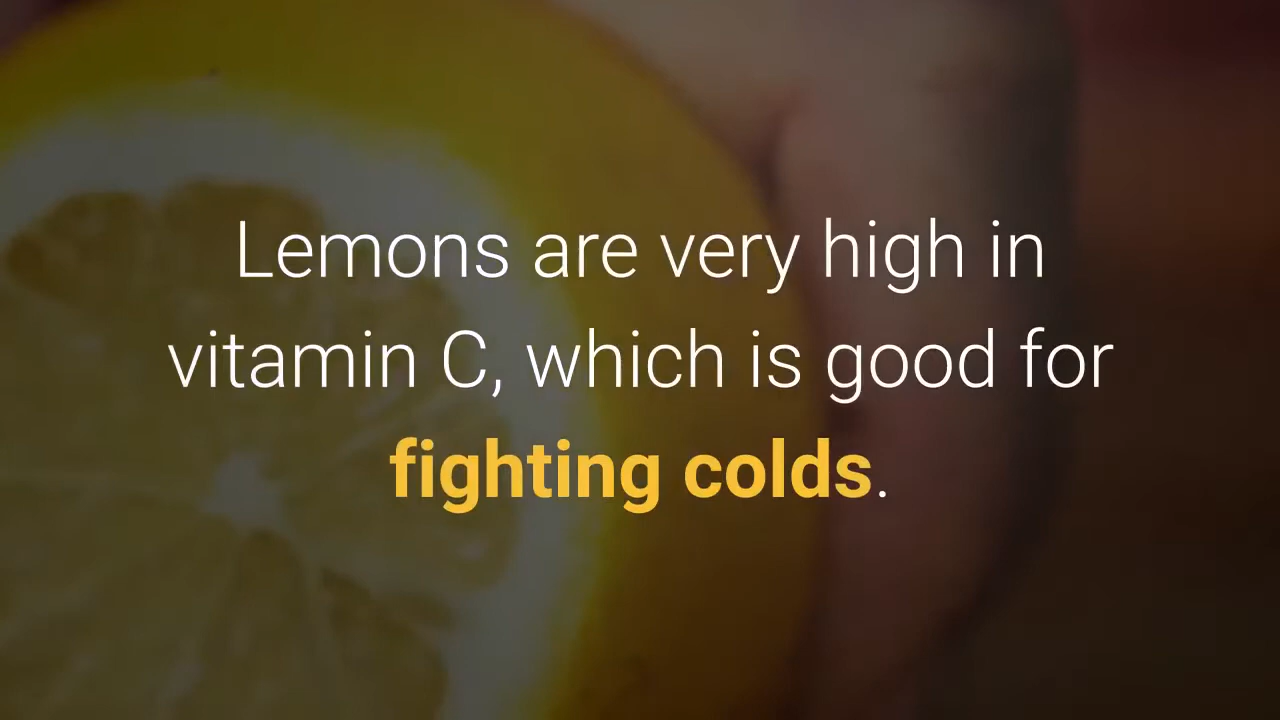 Lemons are very high in
vitamin C, which is good for
fighting colds.